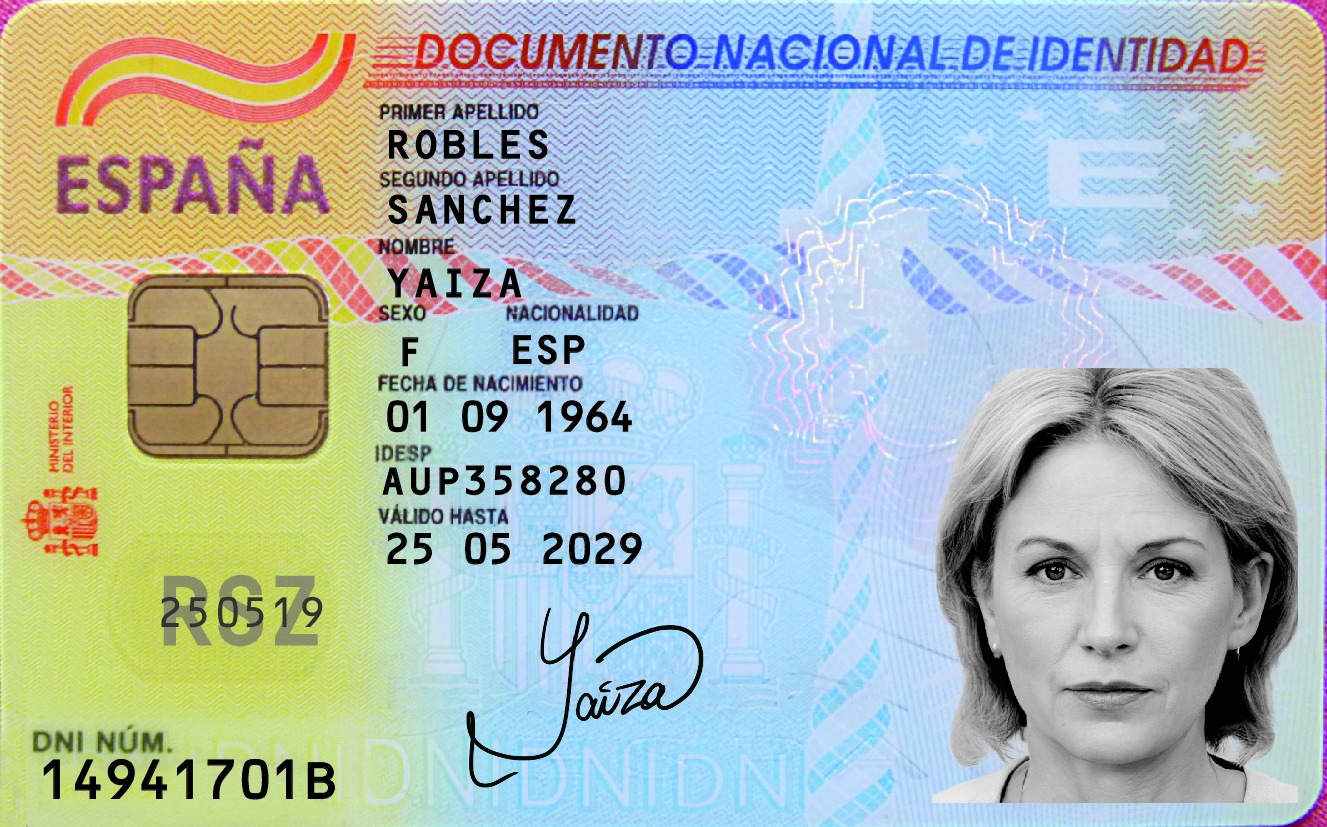 DOCUMENTO NACIONAL DE IDENTIDAD
ESPAÑA
PRIMER APELLIDO
ROBLES
SEGUNDO APELLIDO
SANCHEZ
NOMBRE
YAIZA
SEXO NACIONALIDAD
F ESP
FECHA DE NACIMIENTO
01 09 1964
IDESP
AUP358280
VÁLIDO HASTA
25 05 2029
MINISTERIO
DEL INTERIOR
RSZ
250519
Yaiza
DNI NÚM.
14941701B
E
DNIDNIDNIDNI